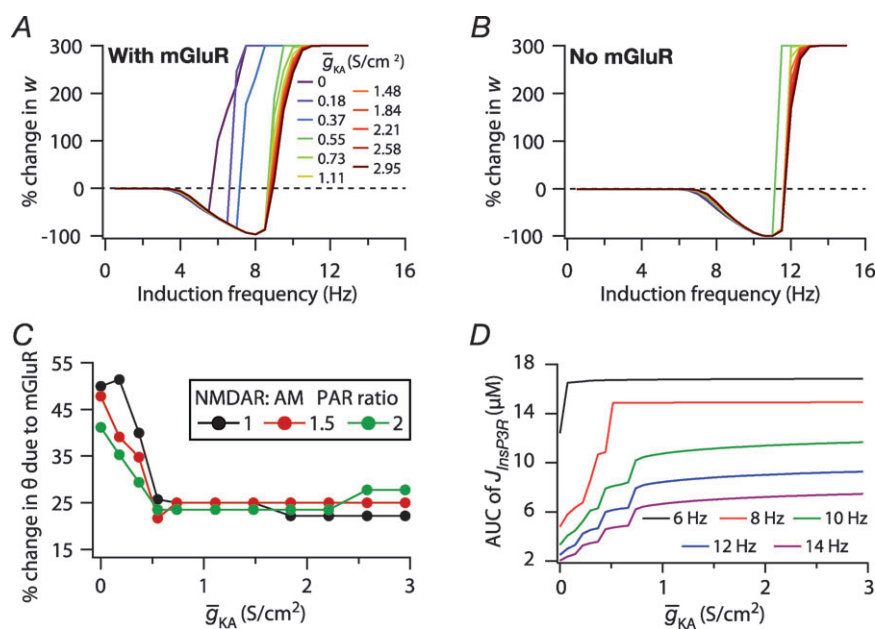 A
300
200
100
0
-100
% change in w
With mGluR
g̅KA (S/cm²)
0
0.18
0.37
0.55
0.73
1.11
1.48
1.84
2.21
2.58
2.95
0 4 8 12 16
Induction frequency (Hz)
B
300
200
100
0
-100
% change in w
No mGluR
0 4 8 12 16
Induction frequency (Hz)
C
55
45
35
25
15
% change in θ due to mGluR
NMDAR: AM PAR ratio
1 1.5 2
0 1 2 3
g̅KA (S/cm²)
D
18
14
10
6
2
AUC of JInsP3R (μM)
6 Hz 8 Hz 10 Hz
12 Hz 14 Hz
0 1 2 3
g̅KA (S/cm²)